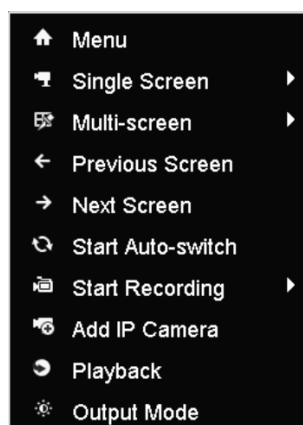 Menu
Single Screen
Multi-screen
Previous Screen
Next Screen
Start Auto-switch
Start Recording
Add IP Camera
Playback
Output Mode